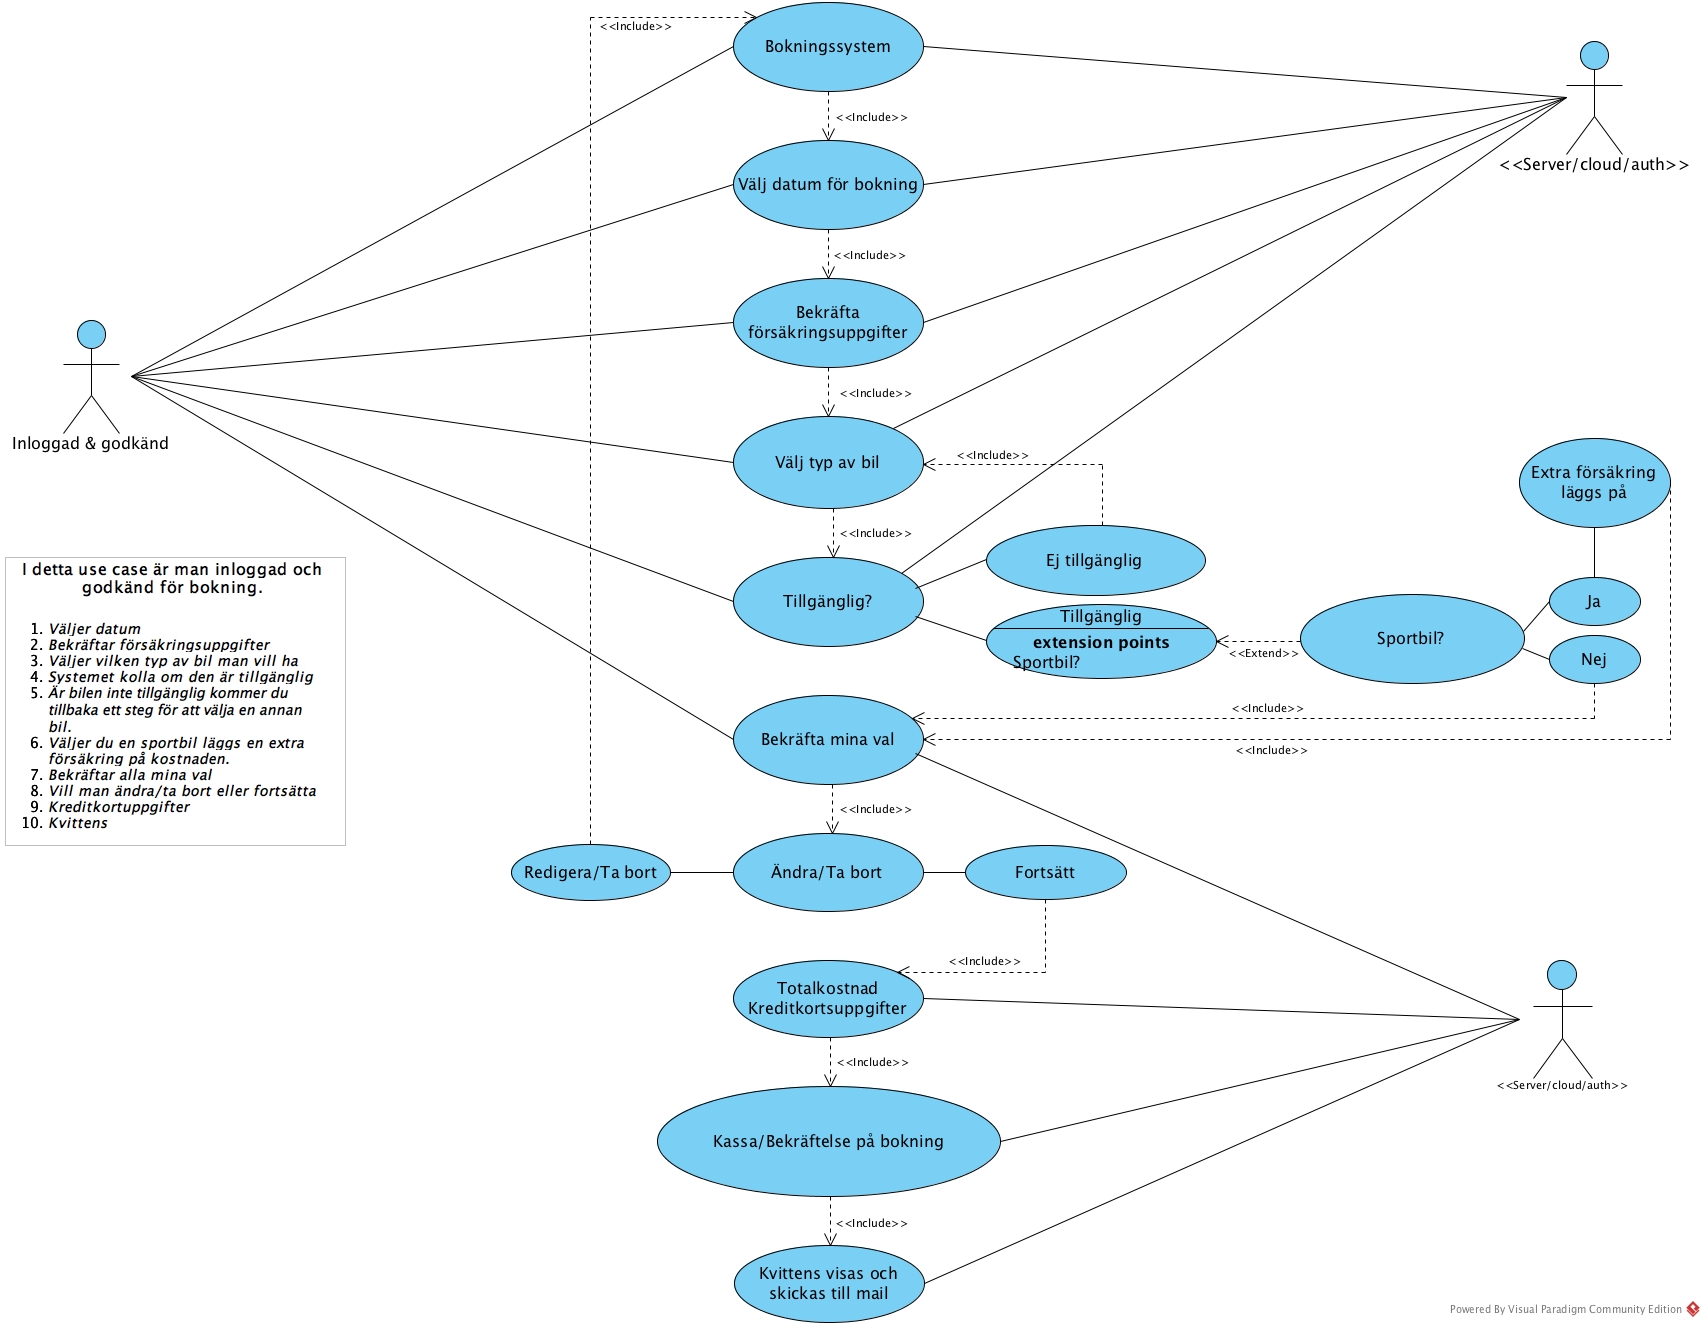 <<Include>>
Bokningssystem
<<Include>>
<<Server/cloud/auth>>
Välj datum för bokning
<<Include>>
Bekräfta
försäkringsuppgifter
<<Include>>
Inloggad & godkänd
Välj typ av bil
<<Include>>
Extra försäkring
läggs på
<<Include>>
Ej tillgänglig
Tillgänglig?
Tillgänglig
extension points
Sportbil?
<<Extend>>
Sportbil?
Ja
Nej
<<Include>>
<<Include>>
I detta use case är man inloggad och
godkänd för bokning.
1. Väljer datum
2. Bekräftar försäkringsuppgifter
3. Väljer vilken typ av bil man vill ha
4. Systemet kolla om den är tillgänglig
5. Är bilen inte tillgänglig kommer du
tillbaka ett steg för att välja en annan
bil.
6. Väljer du en sportbil läggs en extra
försäkring på kostnaden.
7. Bekräftar alla mina val
8. Vill man ändra/ta bort eller fortsätta
9. Kreditkortuppgifter
10. Kvittens
Bekräfta mina val
<<Include>>
Redigera/Ta bort
Ändra/Ta bort
Fortsätt
<<Include>>
Totalkostnad
Kreditkortsuppgifter
<<Include>>
<<Server/cloud/auth>>
Kassa/Bekräftelse på bokning
<<Include>>
Kvittens visas och
skickas till mail
Powered By Visual Paradigm Community Edition